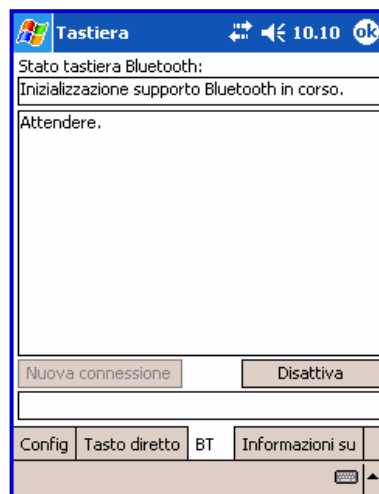 Tastiera 10.10 ok
Stato tastiera Bluetooth:
Inizializzazione supporto Bluetooth in corso.
Attendere.
Nuova connessione Disattiva
Config Tasto diretto BT Informazioni su